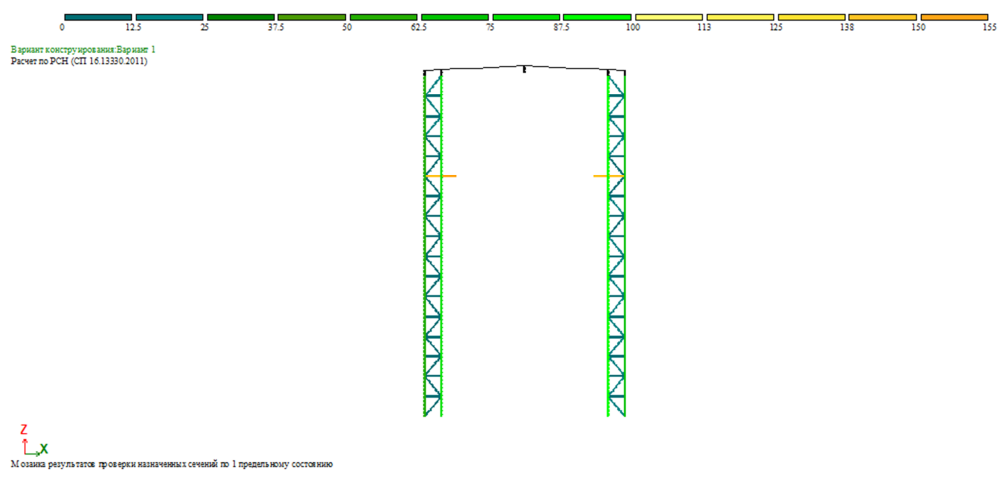 0 12.5 25 37.5 50 62.5 75 87.5 100 113 125 138 150 155
Вариант конструирования:Вариант 1
Расчет по РСН (СП 16.13330.2011)
Z
X
Мозаика результатов проверки назначенных сечений по 1 предельному состоянию